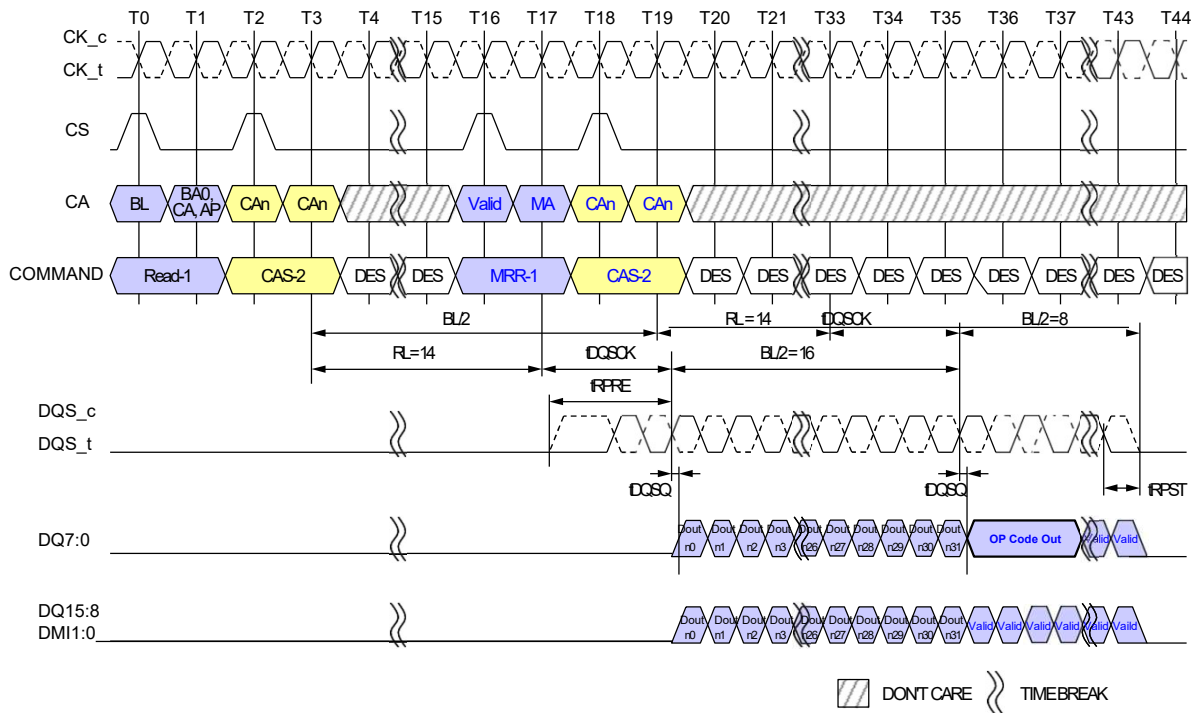 T0 T1 T2 T3 T4 T15 T16 T17 T18 T19 T20 T21 T33 T34 T35 T36 T37 T43 T44
CK_c
CK_t
CS
CA BL BA0, CA, AP CAn CAn Valid MA CAn CAn
COMMAND Read-1 CAS-2 DES DES MRR-1 CAS-2 DES DES DES DES DES DES DES DES DES
BL/2 RL = 14 tDQSCK BL/2 = 8
RL = 14 tDQSCK BL/2 = 16
tRPRE
DQS_c
DQS_t
tDQSQ tDQSQ tRPST
DQ7:0 Dout n0 Dout n1 Dout n2 Dout n3 Dout n26 Dout n27 Dout n28 Dout n29 Dout n30 Dout n31 OP Code Out Valid Valid
DQ15:8
DMI1:0 Dout n0 Dout n1 Dout n2 Dout n3 Dout n26 Dout n27 Dout n28 Dout n29 Dout n30 Dout n31 Valid Valid Valid Valid Valid Vaild
DON'T CARE TIME BREAK